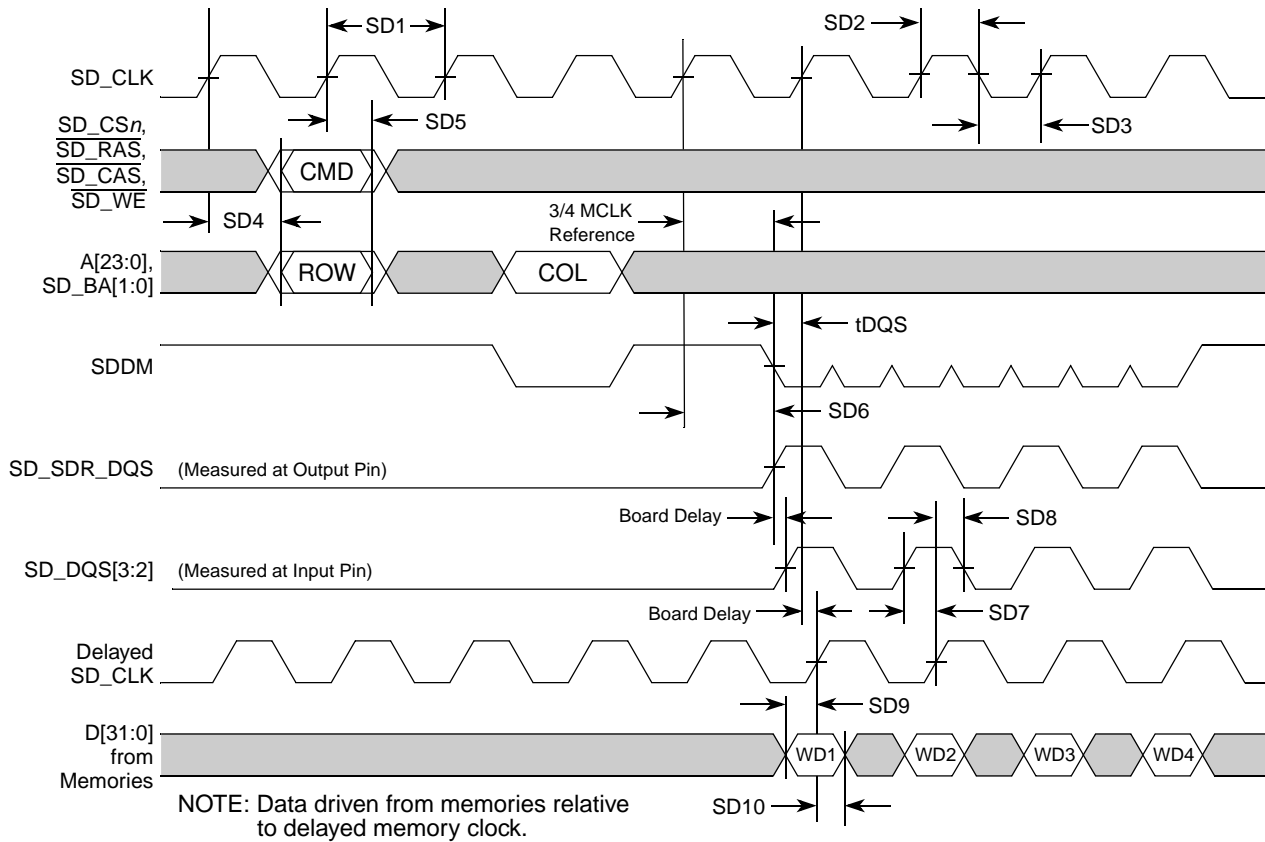 SD1
SD2
SD_CLK
SD3
SD_CSn,
SD_RAS,
SD_CAS,
SD_WE
SD5
CMD
SD4
3/4 MCLK
Reference
A[23:0],
SD_BA[1:0]
ROW
COL
tDQS
SDDM
SD6
SD_SDR_DQS
(Measured at Output Pin)
Board Delay
SD8
SD_DQS[3:2]
(Measured at Input Pin)
Board Delay
SD7
Delayed
SD_CLK
SD9
D[31:0]
from
Memories
WD1
WD2
WD3
WD4
SD10
NOTE: Data driven from memories relative
to delayed memory clock.